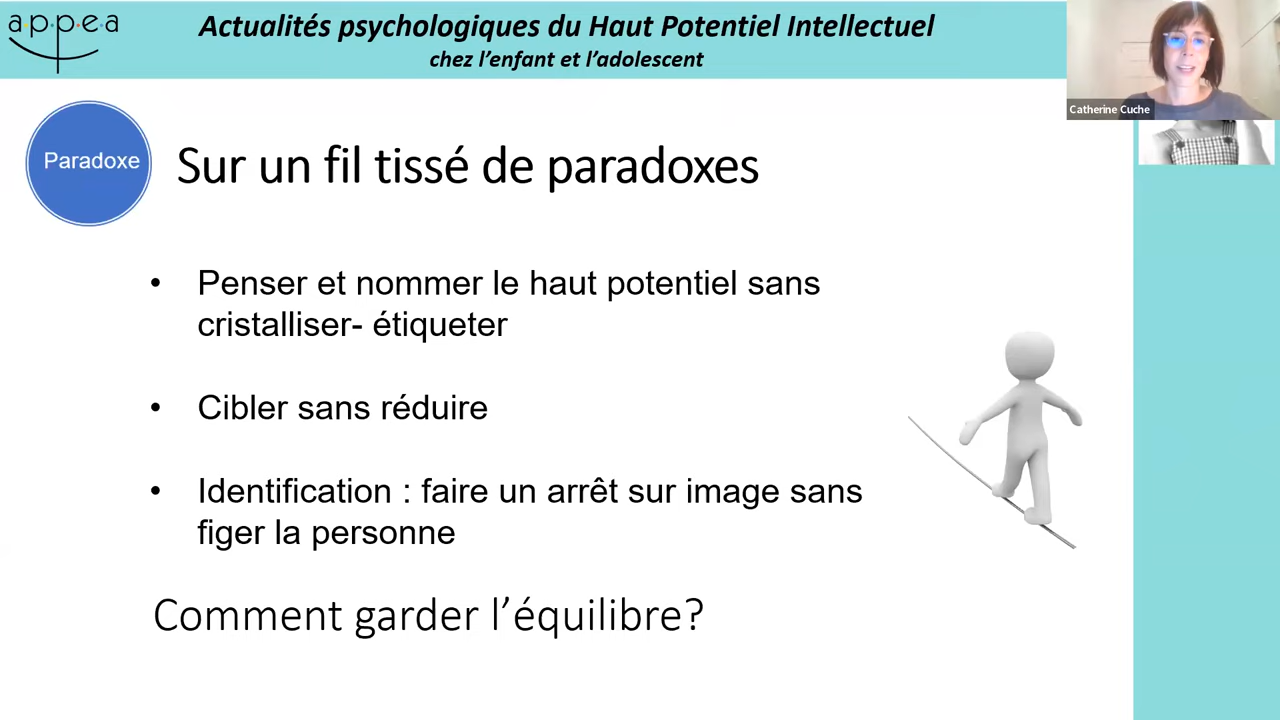 a·p·p·e·a
Actualités psychologiques du Haut Potentiel Intellectuel
chez l’enfant et l’adolescent
Catherine Cuche
Paradoxe
Sur un fil tissé de paradoxes
• Penser et nommer le haut potentiel sans
cristalliser- étiqueter
• Cibler sans réduire
• Identification : faire un arrêt sur image sans
figer la personne
Comment garder l’équilibre?